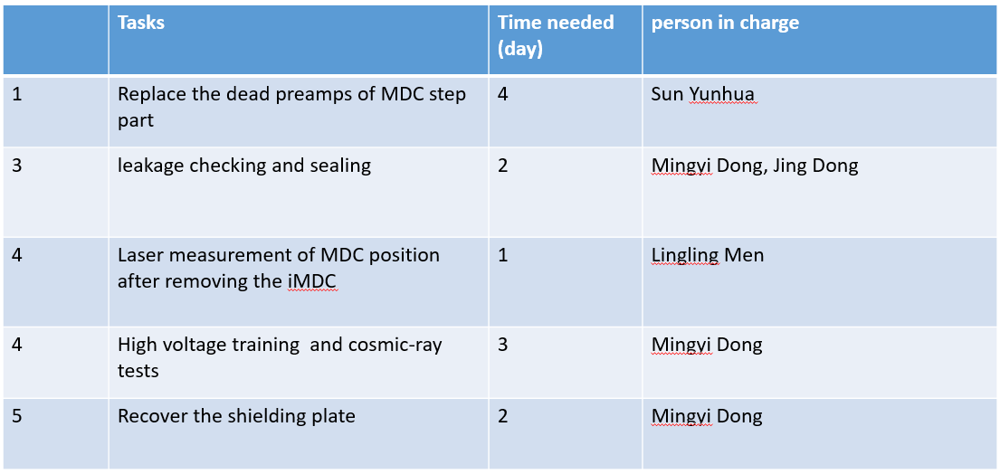 Tasks
Time needed
(day)
person in charge
1
Replace the dead preamps of MDC step
part
4
Sun Yunhua
3
leakage checking and sealing
2
Mingyi Dong, Jing Dong
4
Laser measurement of MDC position
after removing the iMDC
1
Lingling Men
4
High voltage training  and cosmic-ray
tests
3
Mingyi Dong
5
Recover the shielding plate
2
Mingyi Dong